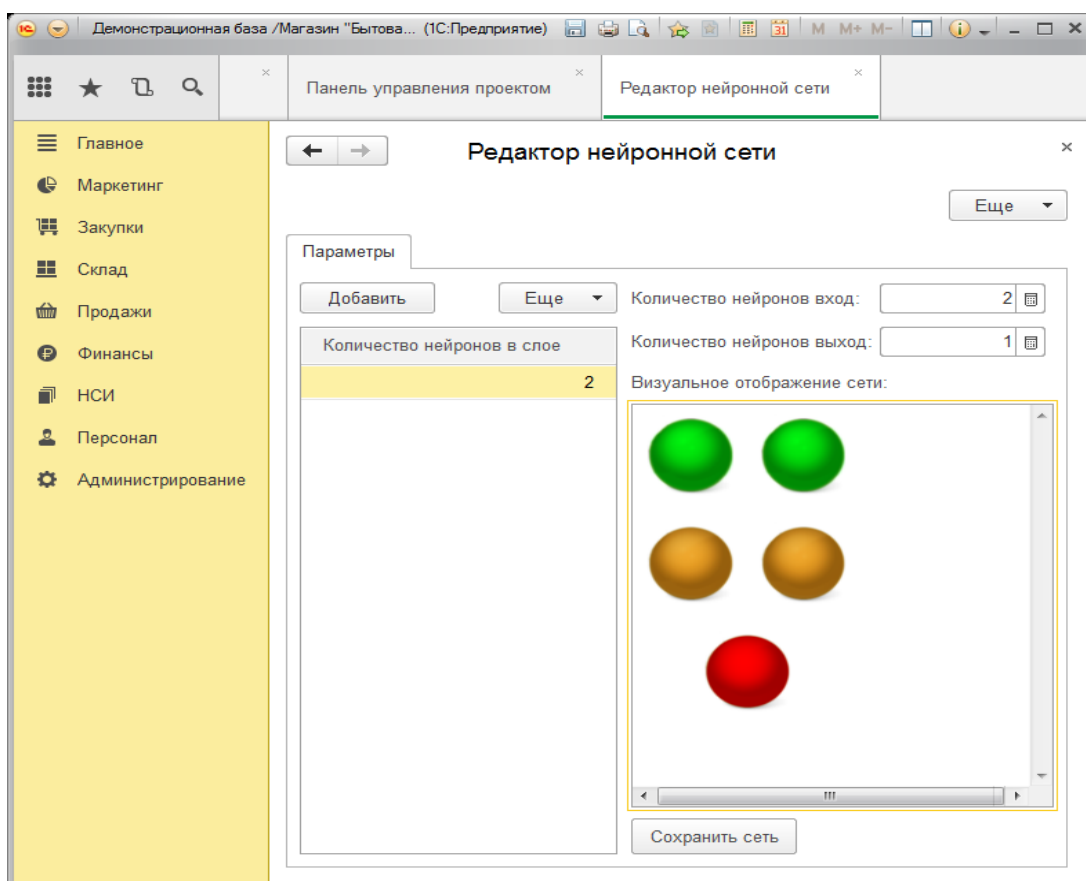 Демонстрационная база /Магазин "Бытова... (1С:Предприятие)
31 M M+ M-
Панель управления проектом
Редактор нейронной сети
Главное
Маркетинг
Закупки
Склад
Продажи
Финансы
НСИ
Персонал
Администрирование
Редактор нейронной сети
Еще
Параметры
Добавить
Еще
Количество нейронов вход: 2
Количество нейронов в слое
Количество нейронов выход: 1
2
Визуальное отображение сети:
Сохранить сеть